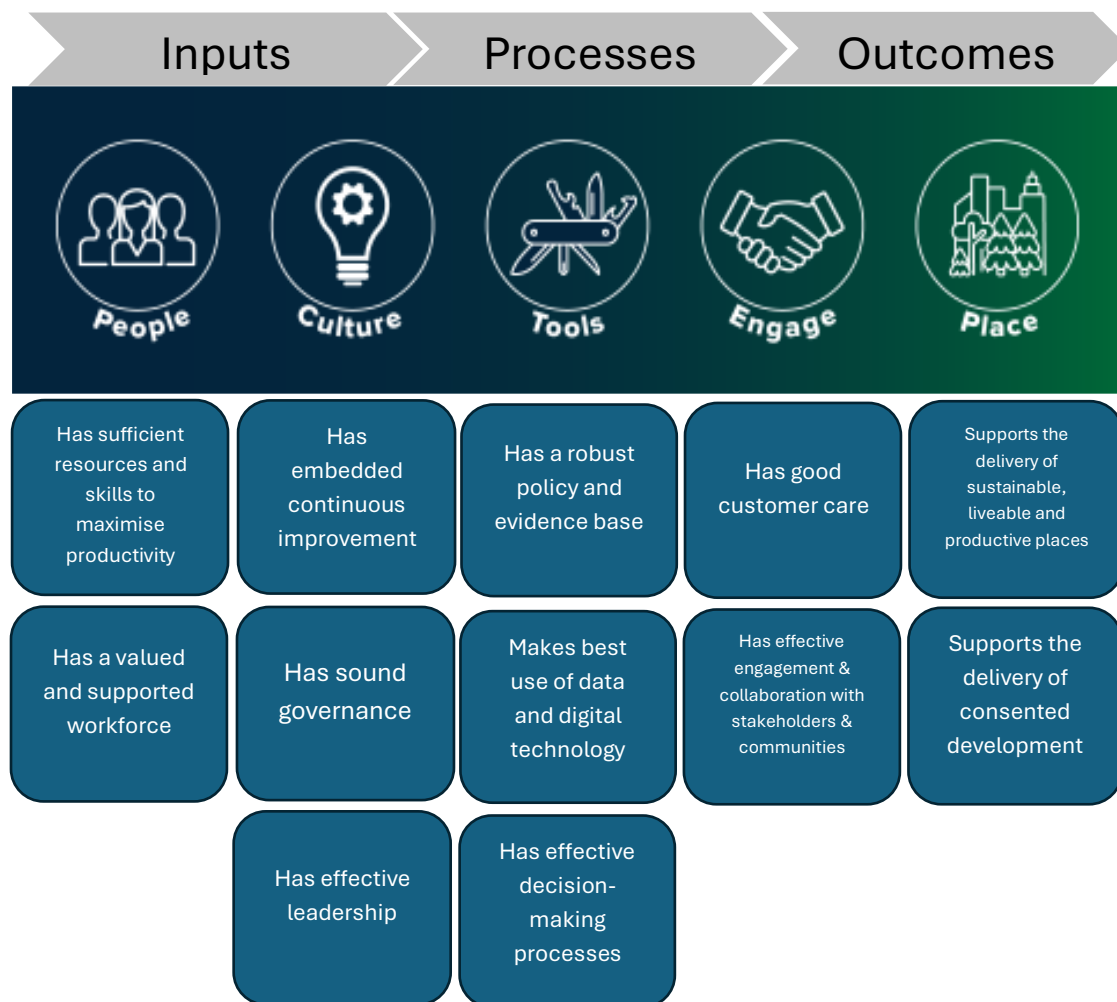 Inputs
Processes
Outcomes
People
Culture
Tools
Engage
Place
Has sufficient
resources and
skills to
maximise
productivity
Has
embedded
continuous
improvement
Has a robust
policy and
evidence base
Has good
customer care
Supports the
delivery of
sustainable,
liveable and
productive places
Has a valued
and supported
workforce
Has sound
governance
Makes best
use of data
and digital
technology
Has effective
engagement &
collaboration with
stakeholders &
communities
Supports the
delivery of
consented
development
Has effective
leadership
Has effective
decision-
making
processes